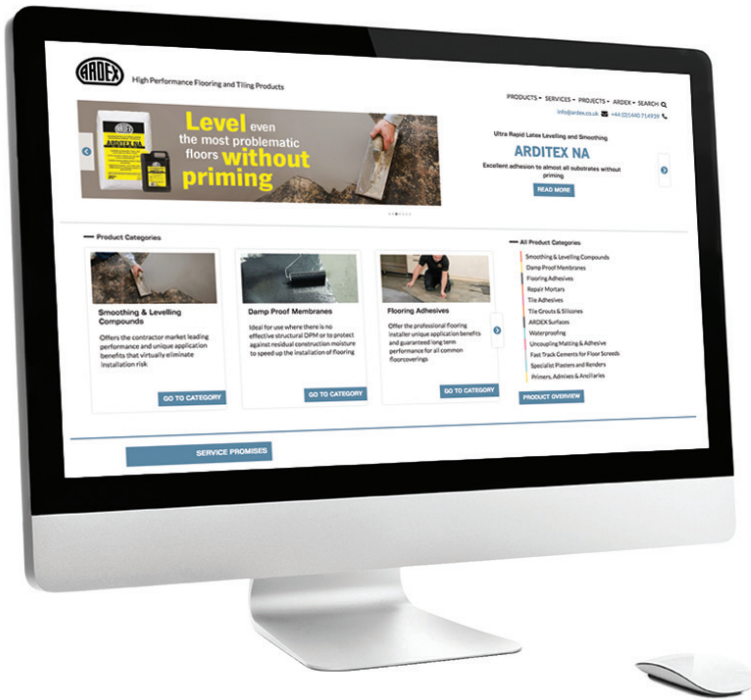 ARDEX
High Performance Flooring and Tiling Products
PRODUCTS SERVICES PROJECTS ARDEX SEARCH
info@ardex.co.uk +44 (0)1440 714939
ARDEX
ARDITEX NA
Level even
the most problematic
floors without
priming
Ultra Rapid Latex Levelling and Smoothing
ARDITEX NA
Excellent adhesion to almost all substrates without
priming
READ MORE
Product Categories
Smoothing & Levelling
Compounds
Offers the contractor market leading
performance and unique application
benefits that virtually eliminate
installation risk
GO TO CATEGORY
Damp Proof Membranes
Ideal for use where there is no
effective structural DPM or to protect
against residual construction moisture
to speed up the installation of flooring
GO TO CATEGORY
Flooring Adhesives
Offer the professional flooring
installer unique application benefits
and guaranteed long term
performance for all common
floorcoverings
GO TO CATEGORY
All Product Categories
Smoothing & Levelling Compounds
Damp Proof Membranes
Flooring Adhesives
Repair Mortars
Tile Adhesives
Tile Grouts & Silicones
ARDEX Surfaces
Waterproofing
Uncoupling Matting & Adhesive
Fast Track Cements for Floor Screeds
Specialist Plasters and Renders
Primers, Admixes & Ancillaries
PRODUCT OVERVIEW
SERVICE PROMISES